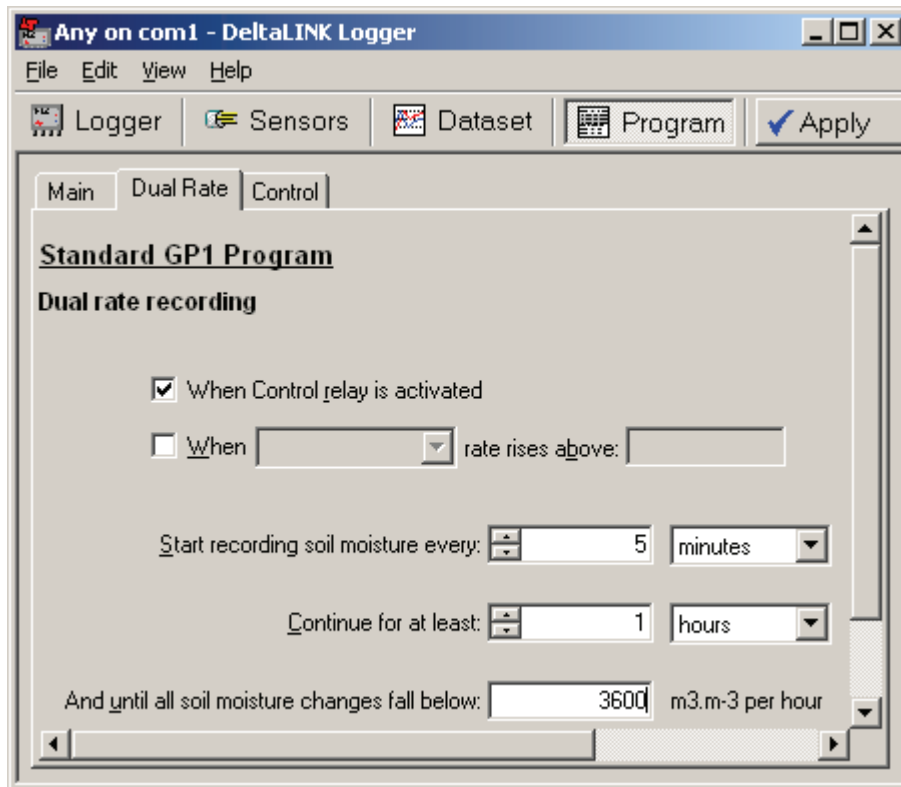 Any on com1 - DeltaLINK Logger
File Edit View Help
Logger Sensors Dataset Program Apply
Main Dual Rate Control
Standard GP1 Program
Dual rate recording
When Control relay is activated
When rate rises above:
Start recording soil moisture every: 5 minutes
Continue for at least: 1 hours
And until all soil moisture changes fall below: 3600 m3.m-3 per hour